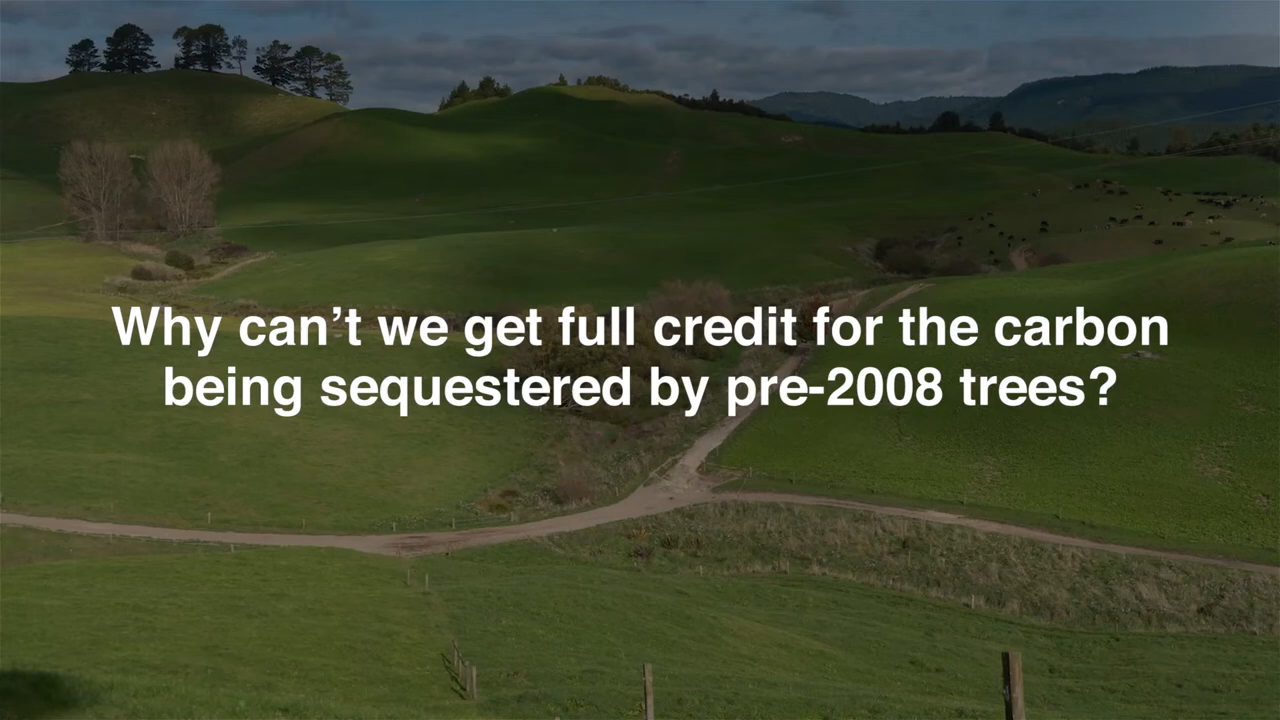 Why can’t we get full credit for the carbon
being sequestered by pre-2008 trees?